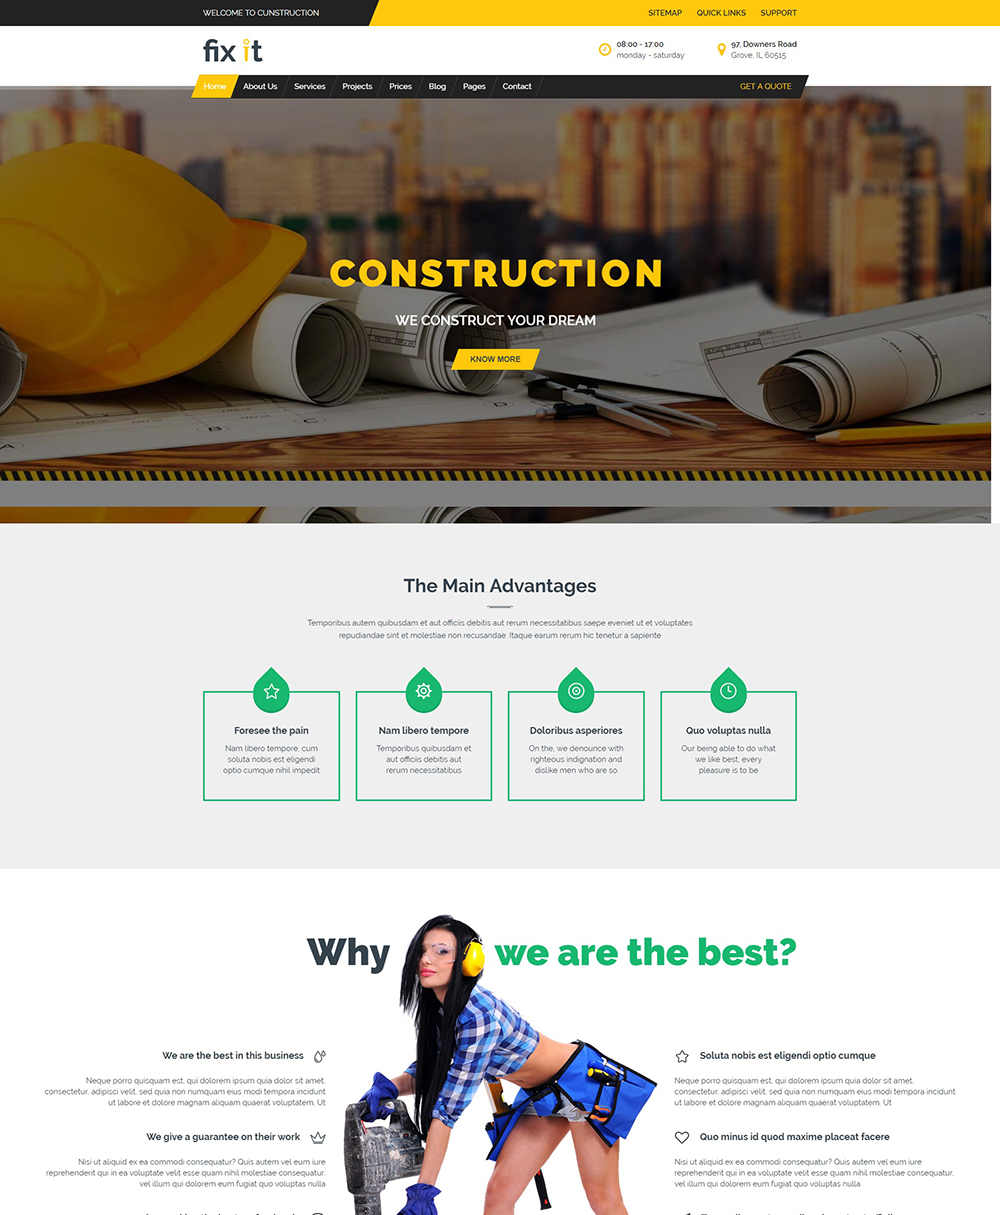 WELCOME TO CUNSTRUCTION
SITEMAP QUICK LINKS SUPPORT
fix it
08:00 - 17:00
monday - saturday
97, Downers Road
Grove, IL 60515
Home About Us Services Projects Prices Blog Pages Contact GET A QUOTE
CONSTRUCTION
WE CONSTRUCT YOUR DREAM
KNOW MORE
The Main Advantages
Temporibus autem quibusdam et aut officiis debitis aut rerum necessitatibus saepe eveniet ut et voluptates
repudiandae sint et molestiae non recusandae. Itaque earum rerum hic tenetur a sapiente
Foresee the pain
Nam libero tempore, cum
soluta nobis est eligendi
optio cumque nihil impedit
Nam libero tempore
Temporibus quibusdam et
aut officiis debitis aut
rerum necessitatibus
Doloribus asperiores
On the, we denounce with
righteous indignation and
dislike men who are so
Quo voluptas nulla
Our being able to do what
we like best, every
pleasure is to be
Why we are the best?
We are the best in this business
Neque porro quisquam est, qui dolorem ipsum quia dolor sit amet,
consectetur, adipisci velit, sed quia non numquam eius modi tempora incidunt
ut labore et dolore magnam aliquam quaerat voluptatem. Ut
We give a guarantee on their work
Nisi ut aliquid ex ea commodi consequatur? Quis autem vel eum iure
reprehenderit qui in ea voluptate velit esse quam nihil molestiae consequatur,
vel illum qui dolorem eum fugiat quo voluptas nulla
Soluta nobis est eligendi optio cumque
Neque porro quisquam est, qui dolorem ipsum quia dolor sit amet,
consectetur, adipisci velit, sed quia non numquam eius modi tempora incidunt
ut labore et dolore magnam aliquam quaerat voluptatem. Ut
Quo minus id quod maxime placeat facere
Nisi ut aliquid ex ea commodi consequatur? Quis autem vel eum iure
reprehenderit qui in ea voluptate velit esse quam nihil molestiae consequatur,
vel illum qui dolorem eum fugiat quo voluptas nulla